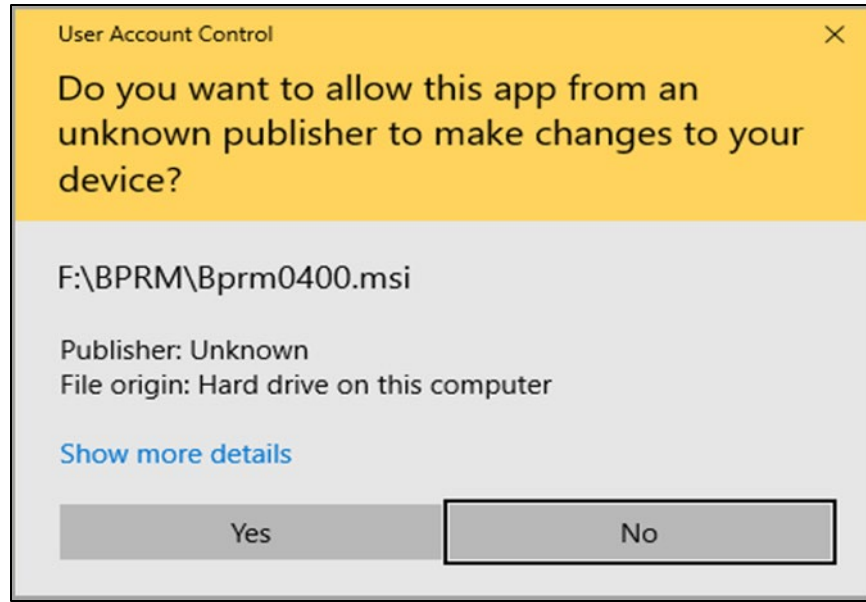 User Account Control
Do you want to allow this app from an
unknown publisher to make changes to your
device?
F:\BPRM\Bprm0400.msi
Publisher: Unknown
File origin: Hard drive on this computer
Show more details
Yes No